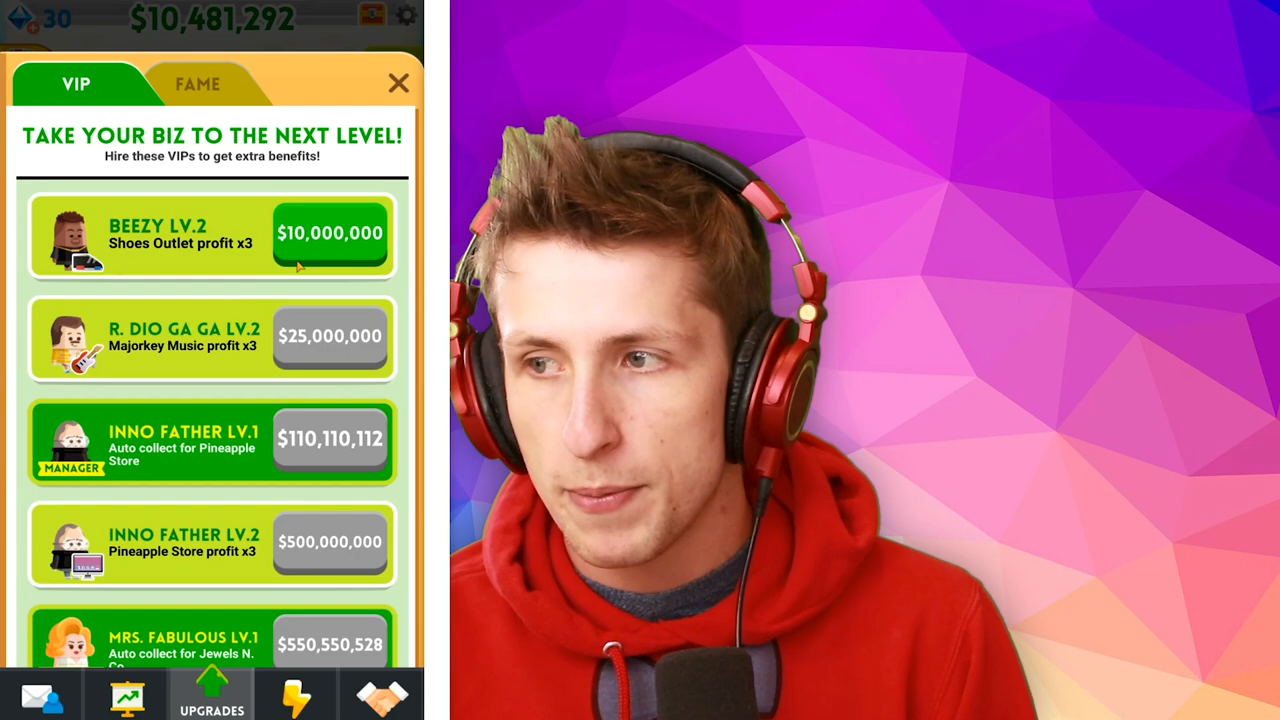 30
$10,481,292
VIP
FAME
TAKE YOUR BIZ TO THE NEXT LEVEL!
Hire these VIPs to get extra benefits!
BEEZY LV.2
Shoes Outlet profit x3
$10,000,000
R. DIO GA GA LV.2
Majorkey Music profit x3
$25,000,000
INNO FATHER LV.1
Auto collect for Pineapple
Store
MANAGER
$110,110,112
INNO FATHER LV.2
Pineapple Store profit x3
$500,000,000
MRS. FABULOUS LV.1
Auto collect for Jewels N.
Co
$550,550,528
UPGRADES